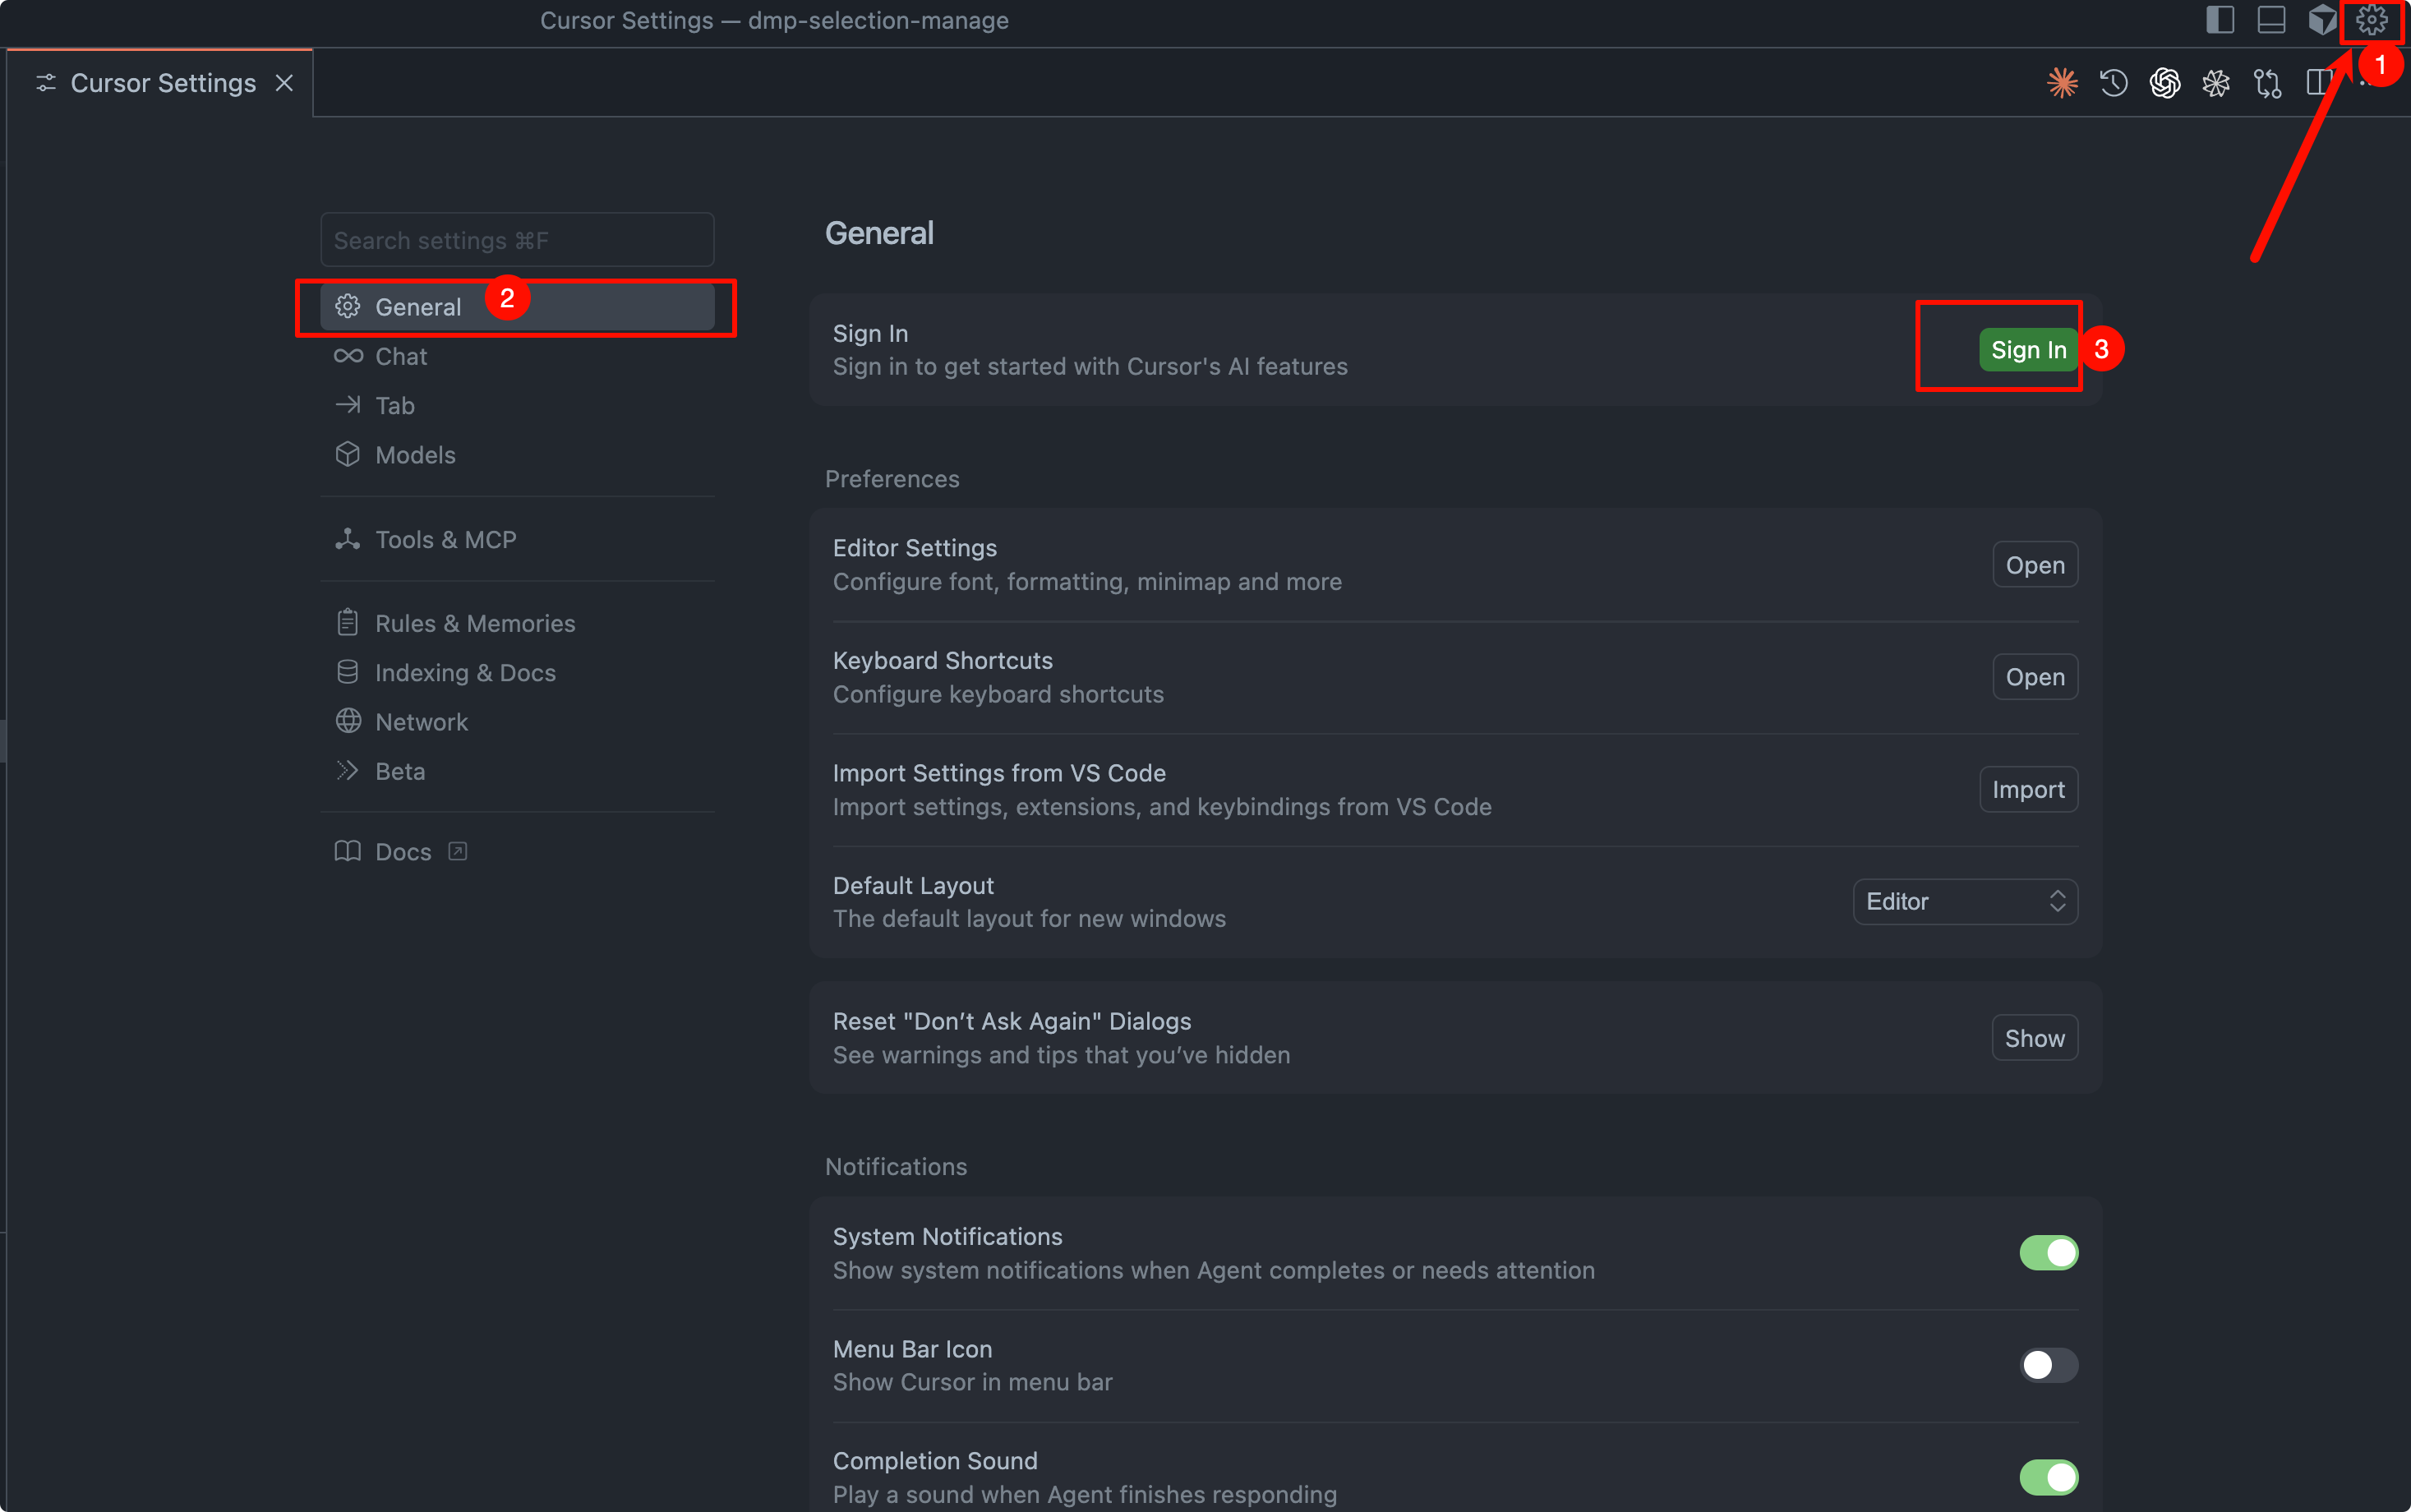 Cursor Settings — dmp-selection-manage
Cursor Settings
1
Search settings ⌘F
General 2
Chat
Tab
Models
Tools & MCP
Rules & Memories
Indexing & Docs
Network
Beta
Docs
General
Sign In
Sign in to get started with Cursor's AI features
Sign In 3
Preferences
Editor Settings
Configure font, formatting, minimap and more
Open
Keyboard Shortcuts
Configure keyboard shortcuts
Open
Import Settings from VS Code
Import settings, extensions, and keybindings from VS Code
Import
Default Layout
The default layout for new windows
Editor
Reset "Don’t Ask Again" Dialogs
See warnings and tips that you’ve hidden
Show
Notifications
System Notifications
Show system notifications when Agent completes or needs attention
Menu Bar Icon
Show Cursor in menu bar
Completion Sound
Play a sound when Agent finishes responding